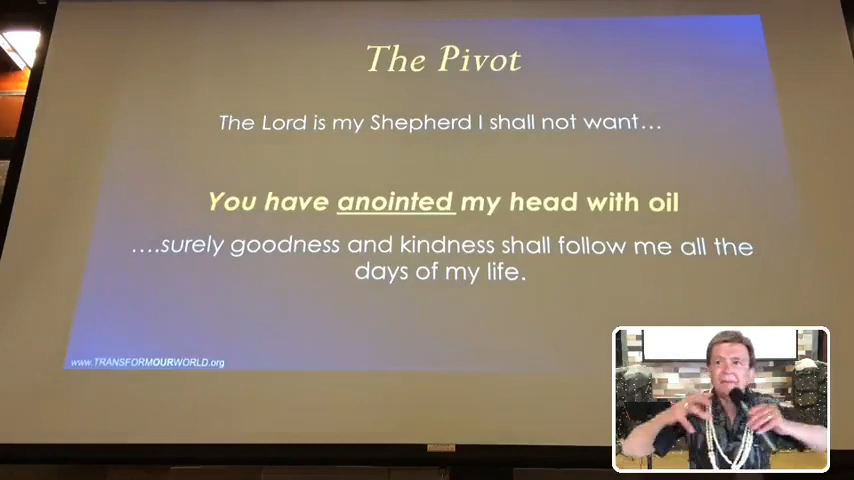 The Pivot
The Lord is my Shepherd I shall not want...
You have anointed my head with oil
....surely goodness and kindness shall follow me all the
days of my life.
www.TRANSFORMOURWORLD.org